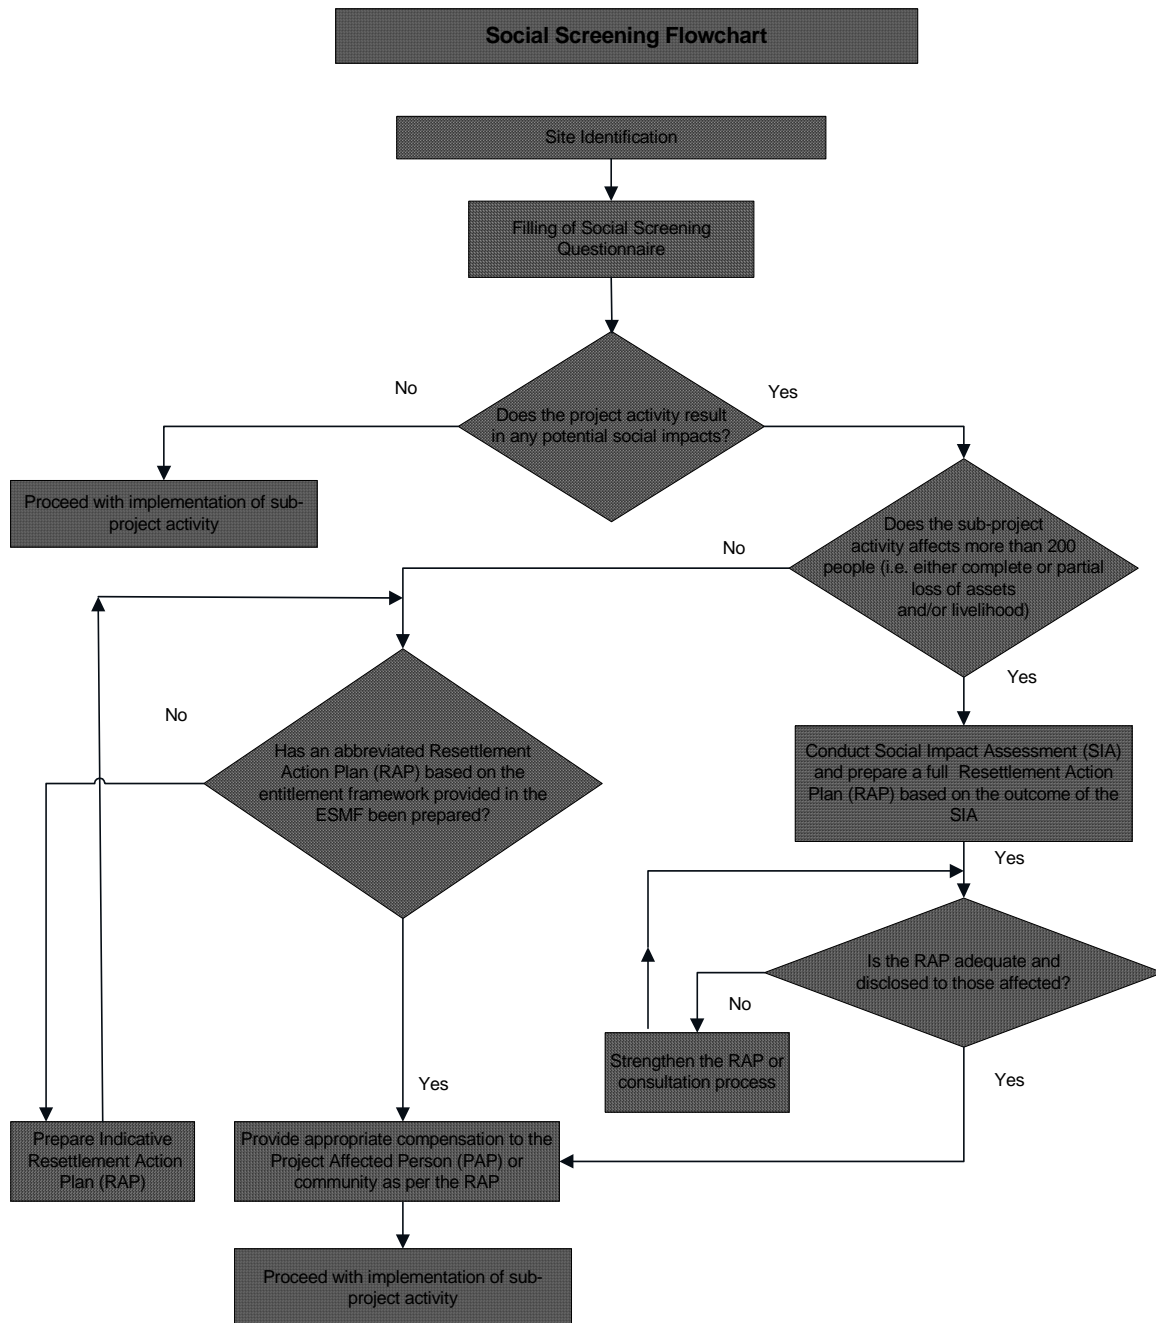 Social Screening Flowchart
Site Identification
Filling of Social Screening
Questionnaire
No
Yes
Does the project activity result
in any potential social impacts?
Proceed with implementation of sub-
project activity
No
Does the sub-project
activity affects more than 200
people (i.e. either complete or partial
loss of assets
and/or livelihood)
Yes
No
Has an abbreviated Resettlement
Action Plan (RAP) based on the
entitlement framework provided in the
ESMF been prepared?
Conduct Social Impact Assessment (SIA)
and prepare a full Resettlement Action
Plan (RAP) based on the outcome of the
SIA
Yes
Is the RAP adequate and
disclosed to those affected?
No
Strengthen the RAP or
consultation process
Yes
Yes
Prepare Indicative
Resettlement Action
Plan (RAP)
Provide appropriate compensation to the
Project Affected Person (PAP) or
community as per the RAP
Proceed with implementation of sub-
project activity